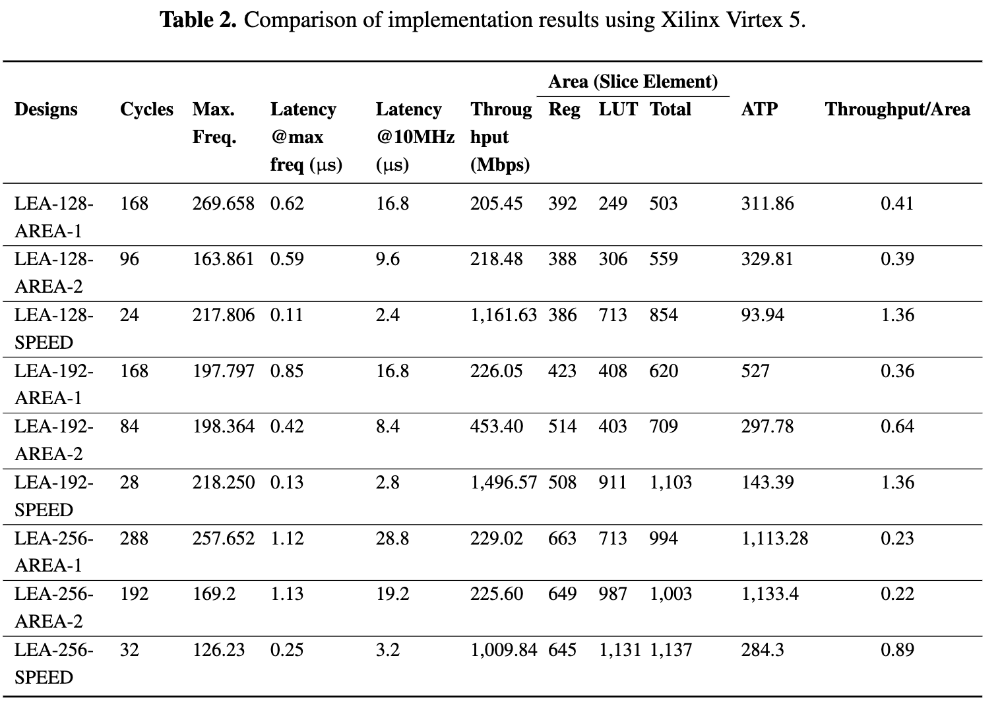 Table 2. Comparison of implementation results using Xilinx Virtex 5.
Area (Slice Element)
Designs Cycles Max. Latency Latency Throug Reg LUT Total ATP Throughput/Area
Freq. @max @10MHz hput
freq (μs) (μs) (Mbps)
LEA-128- 168 269.658 0.62 16.8 205.45 392 249 503 311.86 0.41
AREA-1
LEA-128- 96 163.861 0.59 9.6 218.48 388 306 559 329.81 0.39
AREA-2
LEA-128- 24 217.806 0.11 2.4 1,161.63 386 713 854 93.94 1.36
SPEED
LEA-192- 168 197.797 0.85 16.8 226.05 423 408 620 527 0.36
AREA-1
LEA-192- 84 198.364 0.42 8.4 453.40 514 403 709 297.78 0.64
AREA-2
LEA-192- 28 218.250 0.13 2.8 1,496.57 508 911 1,103 143.39 1.36
SPEED
LEA-256- 288 257.652 1.12 28.8 229.02 663 713 994 1,113.28 0.23
AREA-1
LEA-256- 192 169.2 1.13 19.2 225.60 649 987 1,003 1,133.4 0.22
AREA-2
LEA-256- 32 126.23 0.25 3.2 1,009.84 645 1,131 1,137 284.3 0.89
SPEED